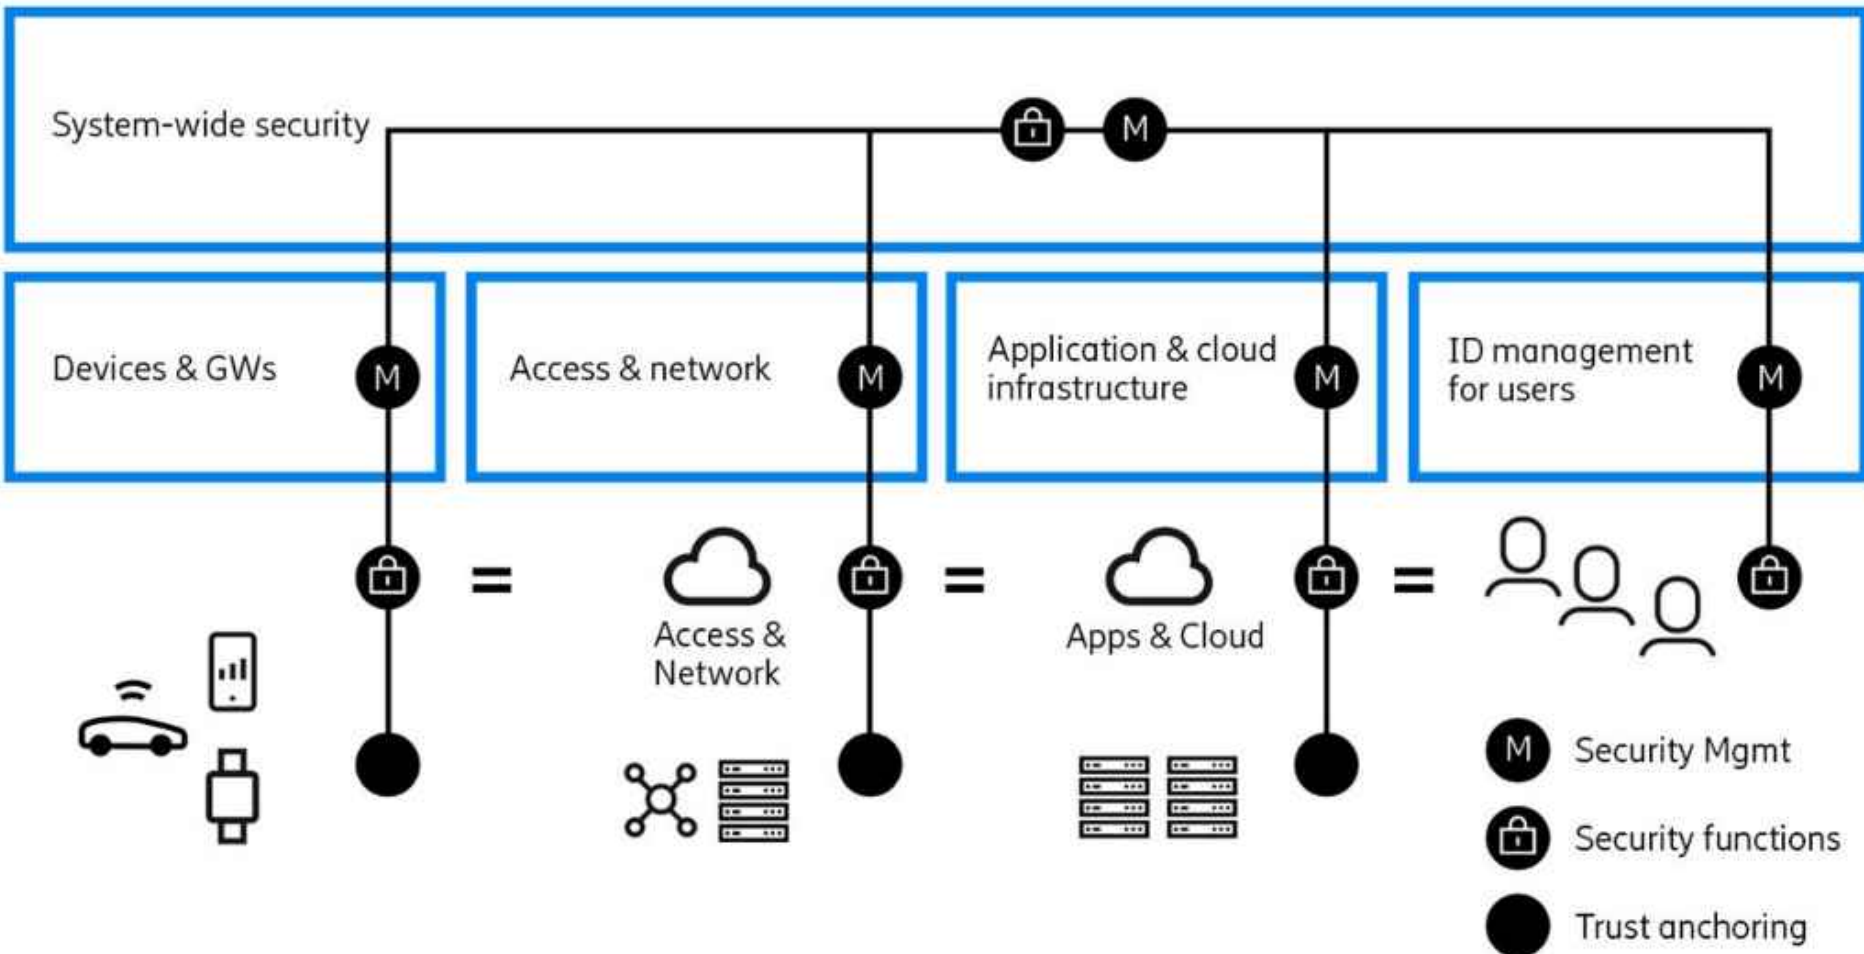 System-wide security
M
Devices & GWs
M
Access & network
M
Application & cloud
infrastructure
M
ID management
for users
M
=
=
=
Access &
Network
Apps & Cloud
M Security Mgmt
Security functions
Trust anchoring